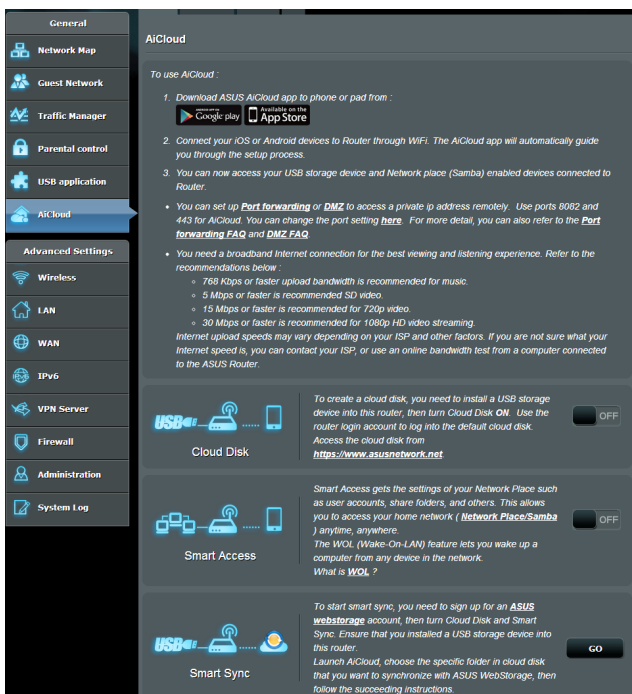 General
Network Map
Guest Network
Traffic Manager
Parental control
USB application
AiCloud
Advanced Settings
Wireless
LAN
WAN
IPv6
VPN Server
Firewall
Administration
System Log
AiCloud
To use AiCloud :
1. Download ASUS AiCloud app to phone or pad from :
ANDROID APP ON
Google play
Available on the
App Store
2. Connect your iOS or Android devices to Router through WiFi. The AiCloud app will automatically guide
you through the setup process.
3. You can now access your USB storage device and Network place (Samba) enabled devices connected to
Router.
• You can set up Port forwarding or DMZ to access a private ip address remotely. Use ports 8082 and
443 for AiCloud. You can change the port setting here. For more detail, you can also refer to the Port
forwarding FAQ and DMZ FAQ.
• You need a broadband Internet connection for the best viewing and listening experience. Refer to the
recommendations below :
◦ 768 Kbps or faster upload bandwidth is recommended for music.
◦ 5 Mbps or faster is recommended SD video.
◦ 15 Mbps or faster is recommended for 720p video.
◦ 30 Mbps or faster is recommended for 1080p HD video streaming.
Internet upload speeds may vary depending on your ISP and other factors. If you are not sure what your
Internet speed is, you can contact your ISP, or use an online bandwidth test from a computer connected
to the ASUS Router.
USB
Cloud Disk
To create a cloud disk, you need to install a USB storage
device into this router, then turn Cloud Disk ON. Use the
router login account to log into the default cloud disk.
Access the cloud disk from
https://www.asusnetwork.net.
OFF
Smart Access
Smart Access gets the settings of your Network Place such
as user accounts, share folders, and others. This allows
you to access your home network ( Network Place/Samba
) anytime, anywhere.
The WOL (Wake-On-LAN) feature lets you wake up a
computer from any device in the network.
What is WOL ?
OFF
USB
Smart Sync
To start smart sync, you need to sign up for an ASUS
webstorage account, then turn Cloud Disk and Smart
Sync. Ensure that you installed a USB storage device into
this router.
Launch AiCloud, choose the specific folder in cloud disk
that you want to synchronize with ASUS WebStorage, then
follow the succeeding instructions.
GO